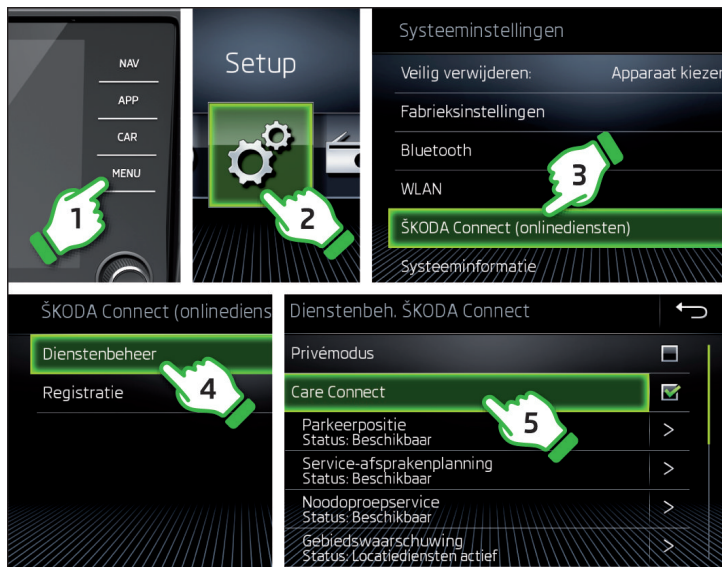 NAV
APP
CAR
MENU
1
Setup
2
Systeeminstellingen
Veilig verwijderen: Apparaat kiezen
Fabrieksinstellingen
Bluetooth
WLAN
3
ŠKODA Connect (onlinediensten)
Systeeminformatie
ŠKODA Connect (onlinediens
Dienstenbeheer
Registratie
4
Dienstenbeh. ŠKODA Connect
Privémodus
Care Connect
5
Parkeerpositie
Status: Beschikbaar
Service-afsprakenplanning
Status: Beschikbaar
Noodoproepservice
Status: Beschikbaar
Gebiedswaarschuwing
Status: Locatiediensten actief